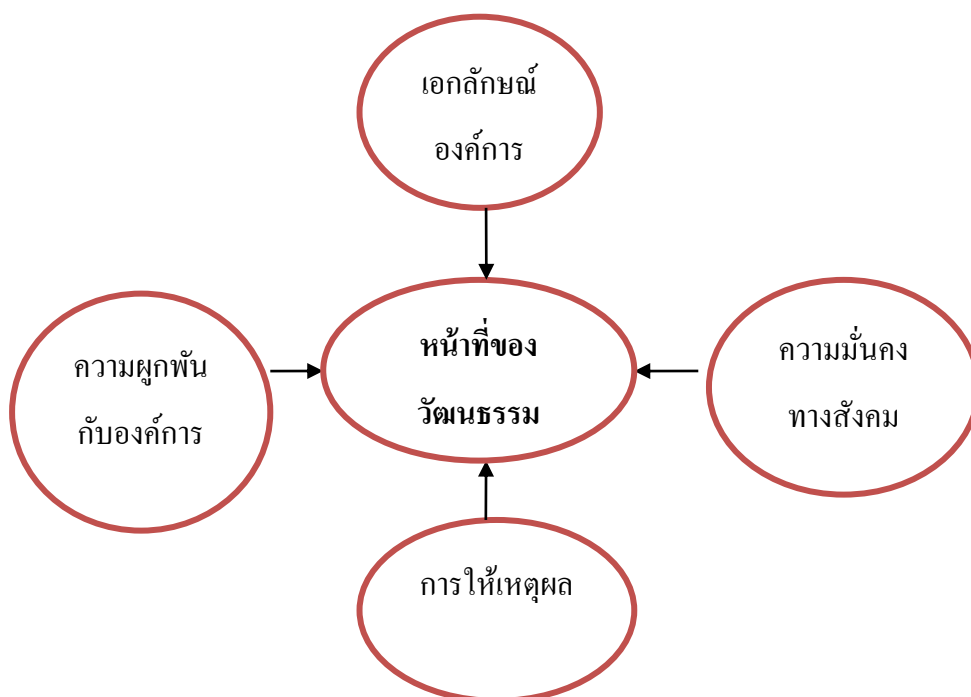 เอกลักษณ์
องค์การ
ความผูกพัน
กับองค์การ
หน้าที่ของ
วัฒนธรรม
ความมั่นคง
ทางสังคม
การให้เหตุผล